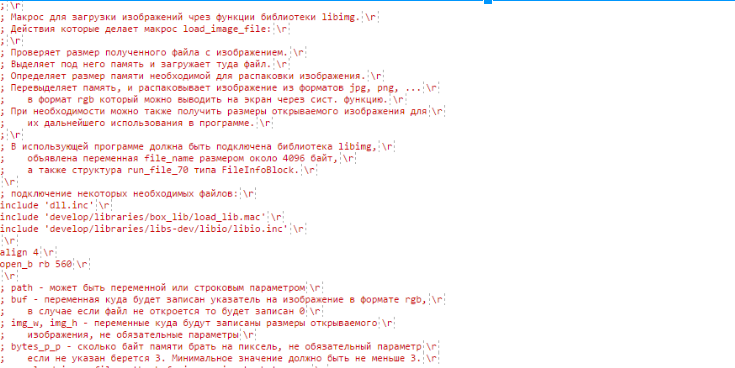 ; \r
; Макрос для загрузки изображений чрез функции библиотеки libimg. \r
; Действия которые делает макрос load_image_file: \r
; \r
; Проверяет размер полученного файла с изображением. \r
; Выделяет под него память и загружает туда файл. \r
; Определяет размер памяти необходимой для распаковки изображения. \r
; Перевыделяет память, и распаковывает изображение из форматов jpg, png, ... \r
;    в формат rgb который можно выводить на экран через сист. функцию. \r
; При необходимости можно также получить размеры открываемого изображения для \r
;    их дальнейшего использования в программе. \r
; \r
; В использующей программе должна быть подключена библиотека libimg, \r
;    объявлена переменная file_name размером около 4096 байт, \r
;    а также структура run_file_70 типа FileInfoBlock. \r
\r
; подключение некоторых необходимых файлов: \r
include 'dll.inc' \r
include 'develop/libraries/box_lib/load_lib.mac' \r
include 'develop/libraries/libs-dev/libio/libio.inc' \r
\r
align 4 \r
open_b rb 560 \r
\r
; path - может быть переменной или строковым параметром \r
; buf - переменная куда будет записан указатель на изображение в формате rgb, \r
;    в случае если файл не откроется то будет записан 0 \r
; img_w, img_h - переменные куда будут записаны размеры открываемого \r
;    изображения, не обязательные параметры \r
; bytes_p_p - сколько байт памяти брать на пиксель, не обязательный параметр \r
;    если не указан берется 3. Минимальное значение должно быть не меньше 3. \r